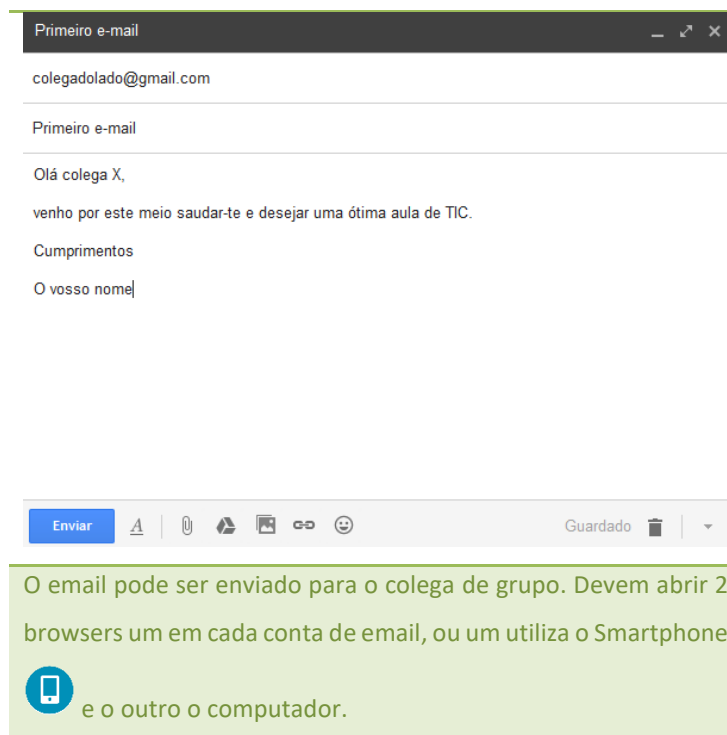 Primeiro e-mail
colegadolado@gmail.com
Primeiro e-mail
Olá colega X,
venho por este meio saudar-te e desejar uma ótima aula de TIC.
Cumprimentos
O vosso nome
Enviar A Guardado
O email pode ser enviado para o colega de grupo. Devem abrir 2
browsers um em cada conta de email, ou um utiliza o Smartphone
e o outro o computador.